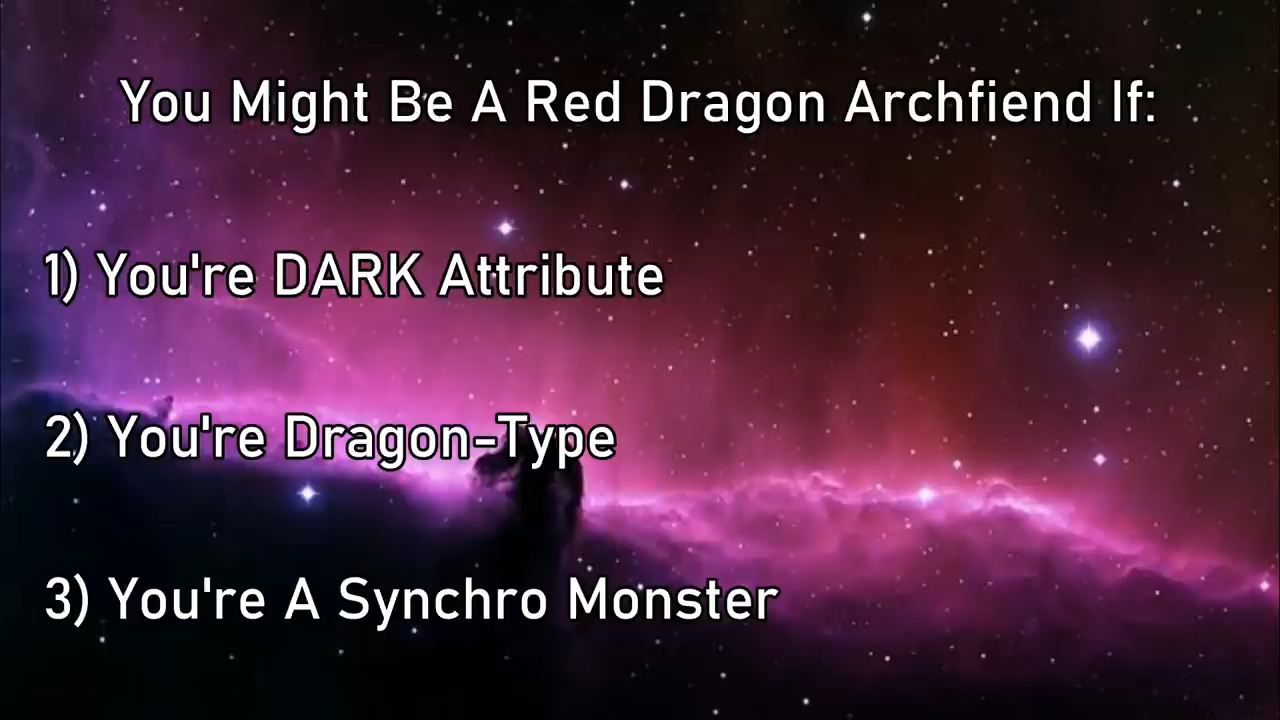 You Might Be A Red Dragon Archfiend If:
1) You're DARK Attribute
2) You're Dragon-Type
3) You're A Synchro Monster